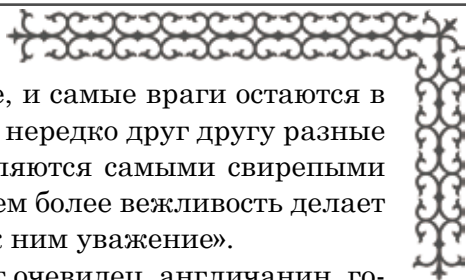 е, и самые враги остаются в
нередко друг другу разные
ляются самыми свирепыми
ем более вежливость делает
ним уважение».
очевидец, англичанин, го-